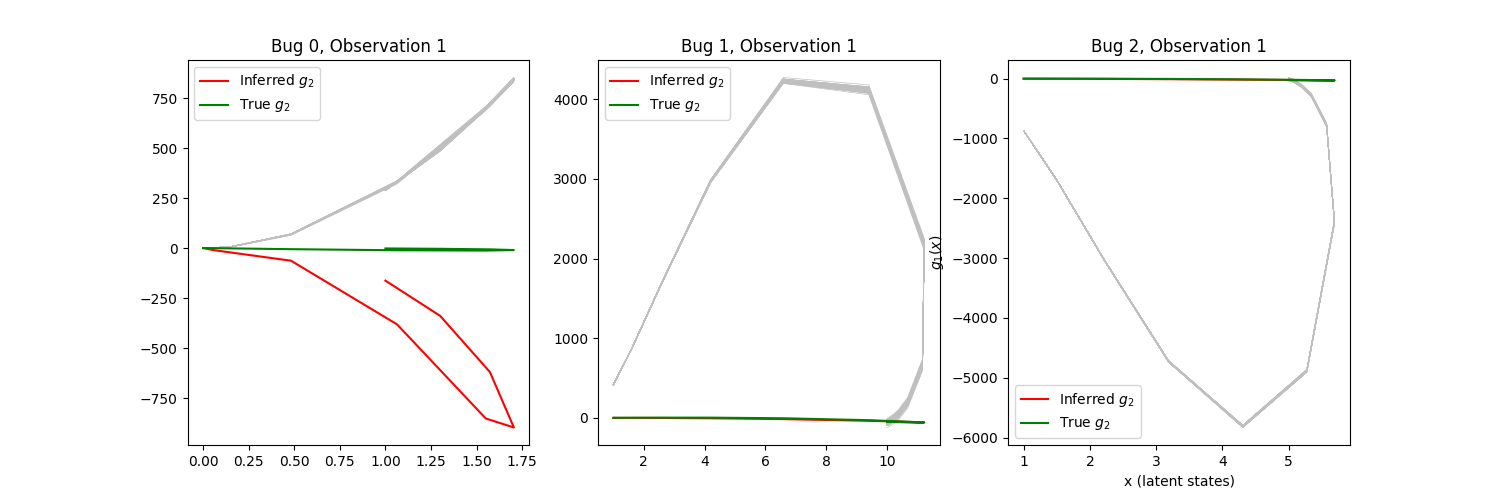 Bug 0, Observation 1
Inferred g₂
True g₂
750
500
250
0
−250
−500
−750
0.00 0.25 0.50 0.75 1.00 1.25 1.50 1.75
Bug 1, Observation 1
Inferred g₂
True g₂
4000
3000
2000
1000
0
2 4 6 8 10
Bug 2, Observation 1
g₁(x)
0
−1000
−2000
−3000
−4000
−5000
−6000
Inferred g₂
True g₂
1 2 3 4 5
x (latent states)